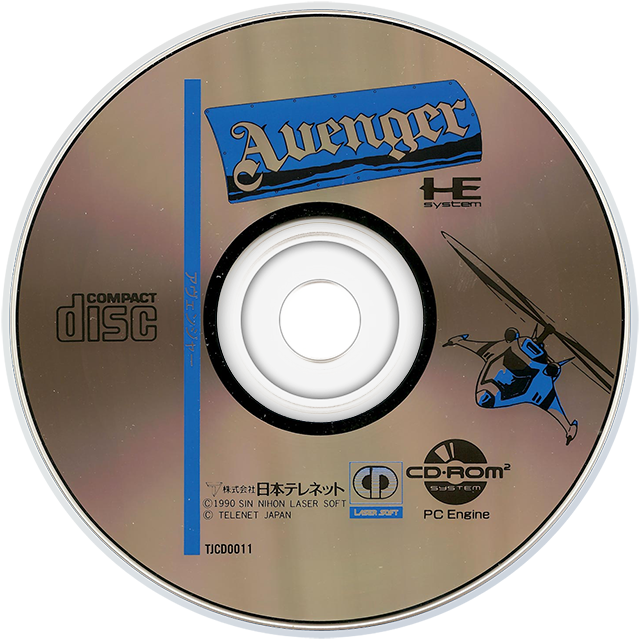 Avenger
HE
system
アヴェンジャー
COMPACT
disc
株式会社日本テレネット
©1990 SIN NIHON LASER SOFT
© TELENET JAPAN
LASER SOFT
CD-ROM²
SYSTEM
PC Engine
TJCD0011